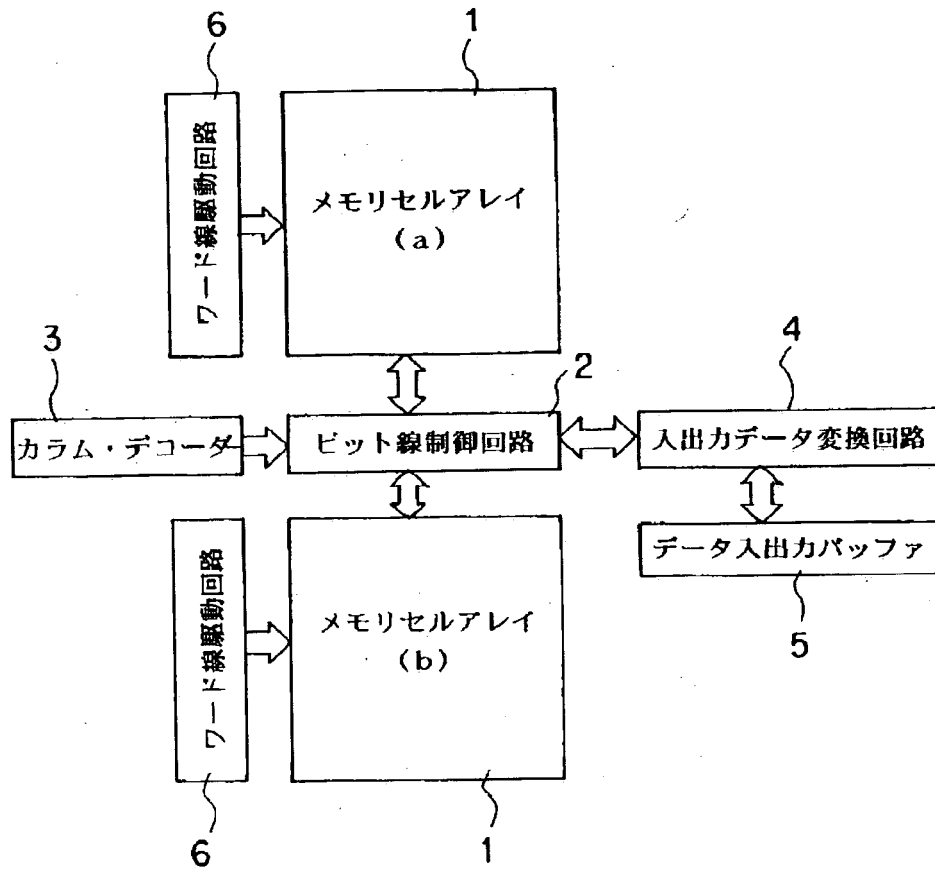 6
1
ワード線駆動回路
メモリセルアレイ
(a)
3
2
4
カラム・デコーダ
ビット線制御回路
入出力データ変換回路
ワード線駆動回路
メモリセルアレイ
(b)
データ入出力バッファ
5
6
1